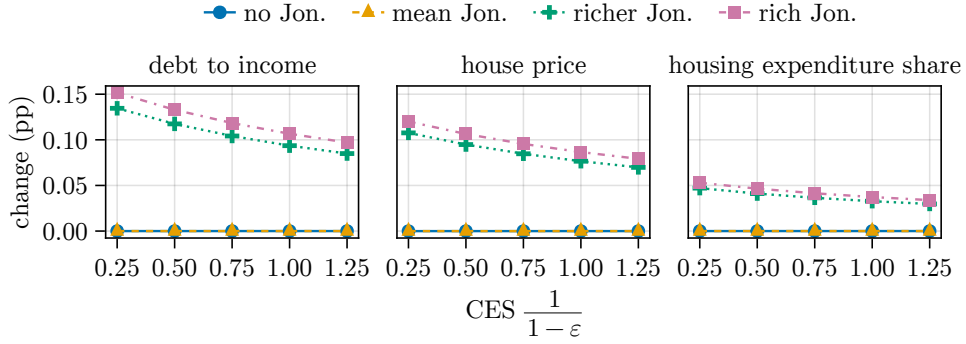 no Jon. mean Jon. richer Jon. rich Jon.
debt to income house price housing expenditure share
change (pp)
0.15
0.10
0.05
0.00
0.25 0.50 0.75 1.00 1.25 0.25 0.50 0.75 1.00 1.25 0.25 0.50 0.75 1.00 1.25
CES 1/(1 − ε)